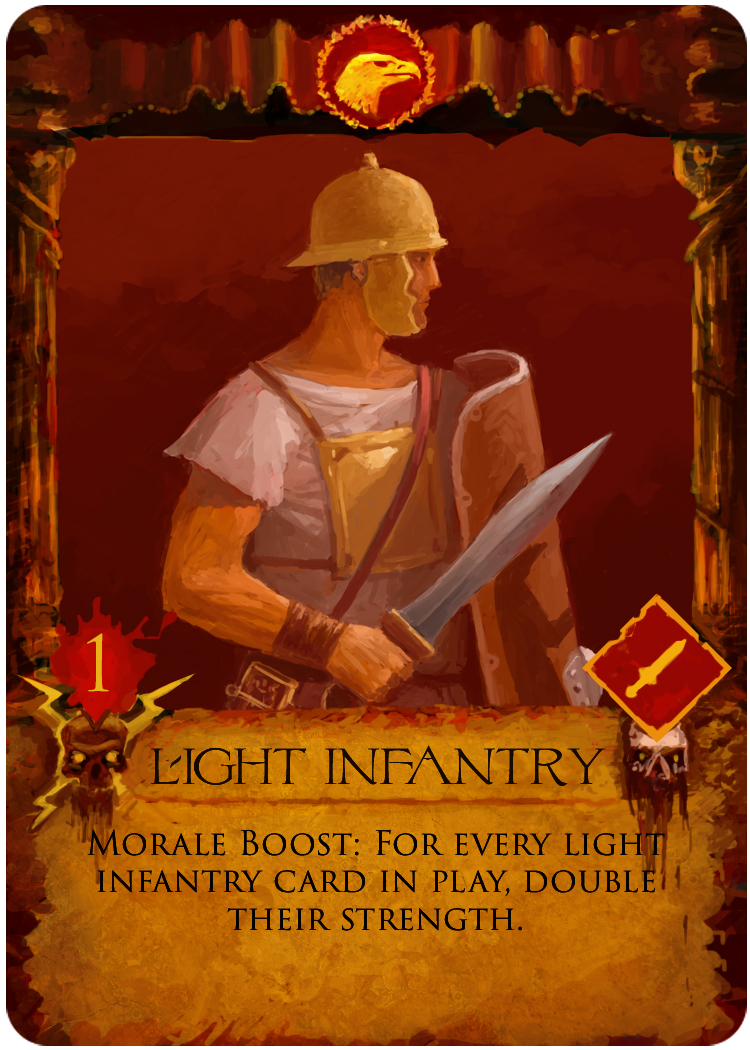 1
LIGHT INFANTRY
MORALE BOOST: FOR EVERY LIGHT
INFANTRY CARD IN PLAY, DOUBLE
THEIR STRENGTH.